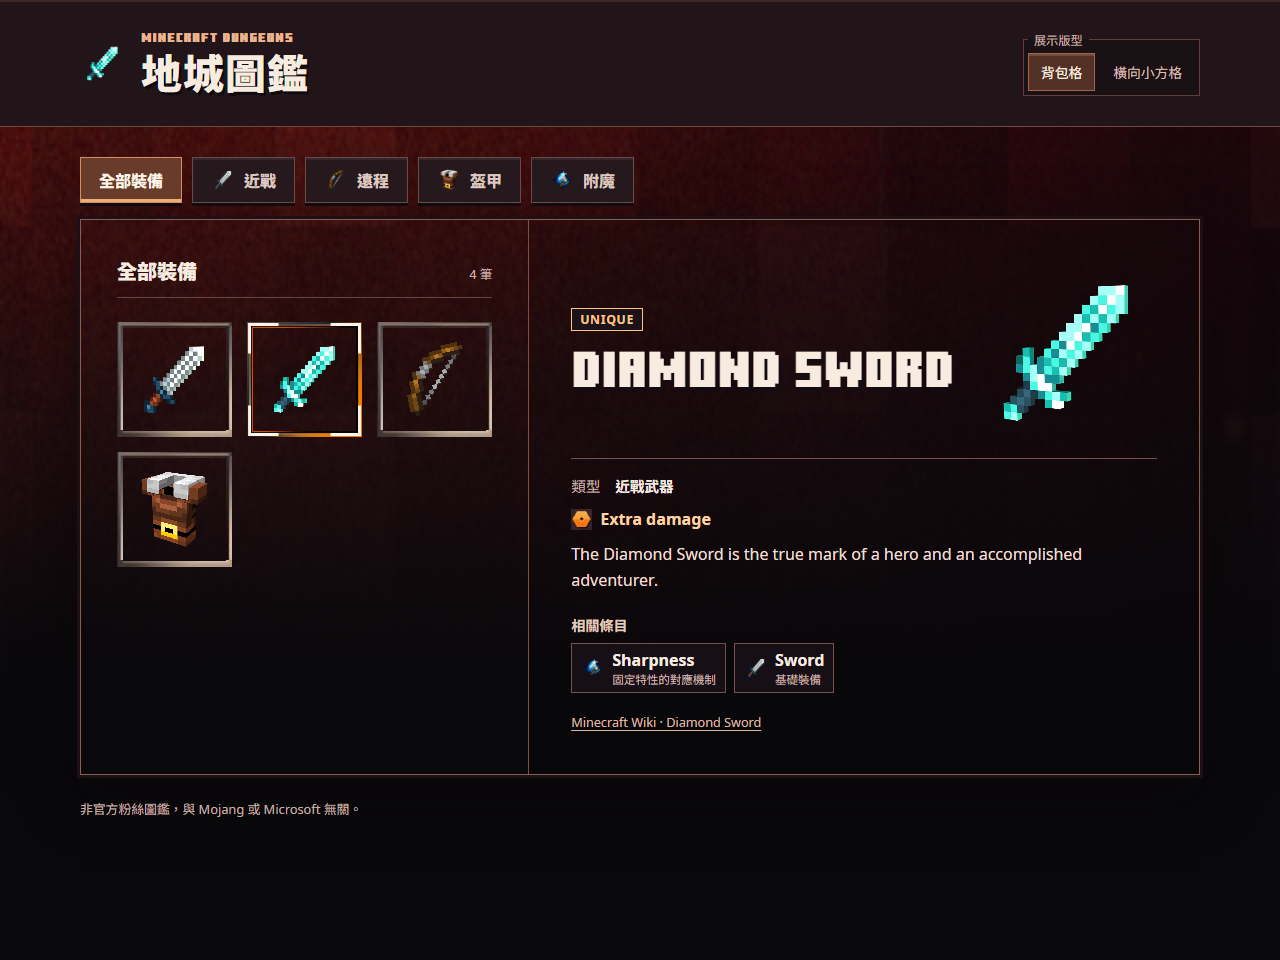 MINECRAFT DUNGEONS
地城圖鑑
展示版型
背包格
橫向小方格
全部裝備
近戰
遠程
盔甲
附魔
全部裝備
4 筆
UNIQUE
DIAMOND SWORD
類型 近戰武器
Extra damage
The Diamond Sword is the true mark of a hero and an accomplished
adventurer.
相關條目
Sharpness
固定特性的對應機制
Sword
基礎裝備
Minecraft Wiki · Diamond Sword
非官方粉絲圖鑑，與 Mojang 或 Microsoft 無關。